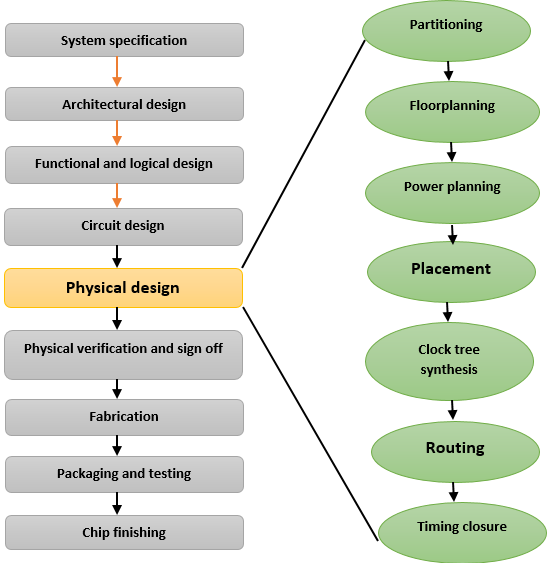 System specification
Architectural design
Functional and logical design
Circuit design
Physical design
Physical verification and sign off
Fabrication
Packaging and testing
Chip finishing
Partitioning
Floorplanning
Power planning
Placement
Clock tree
synthesis
Routing
Timing closure